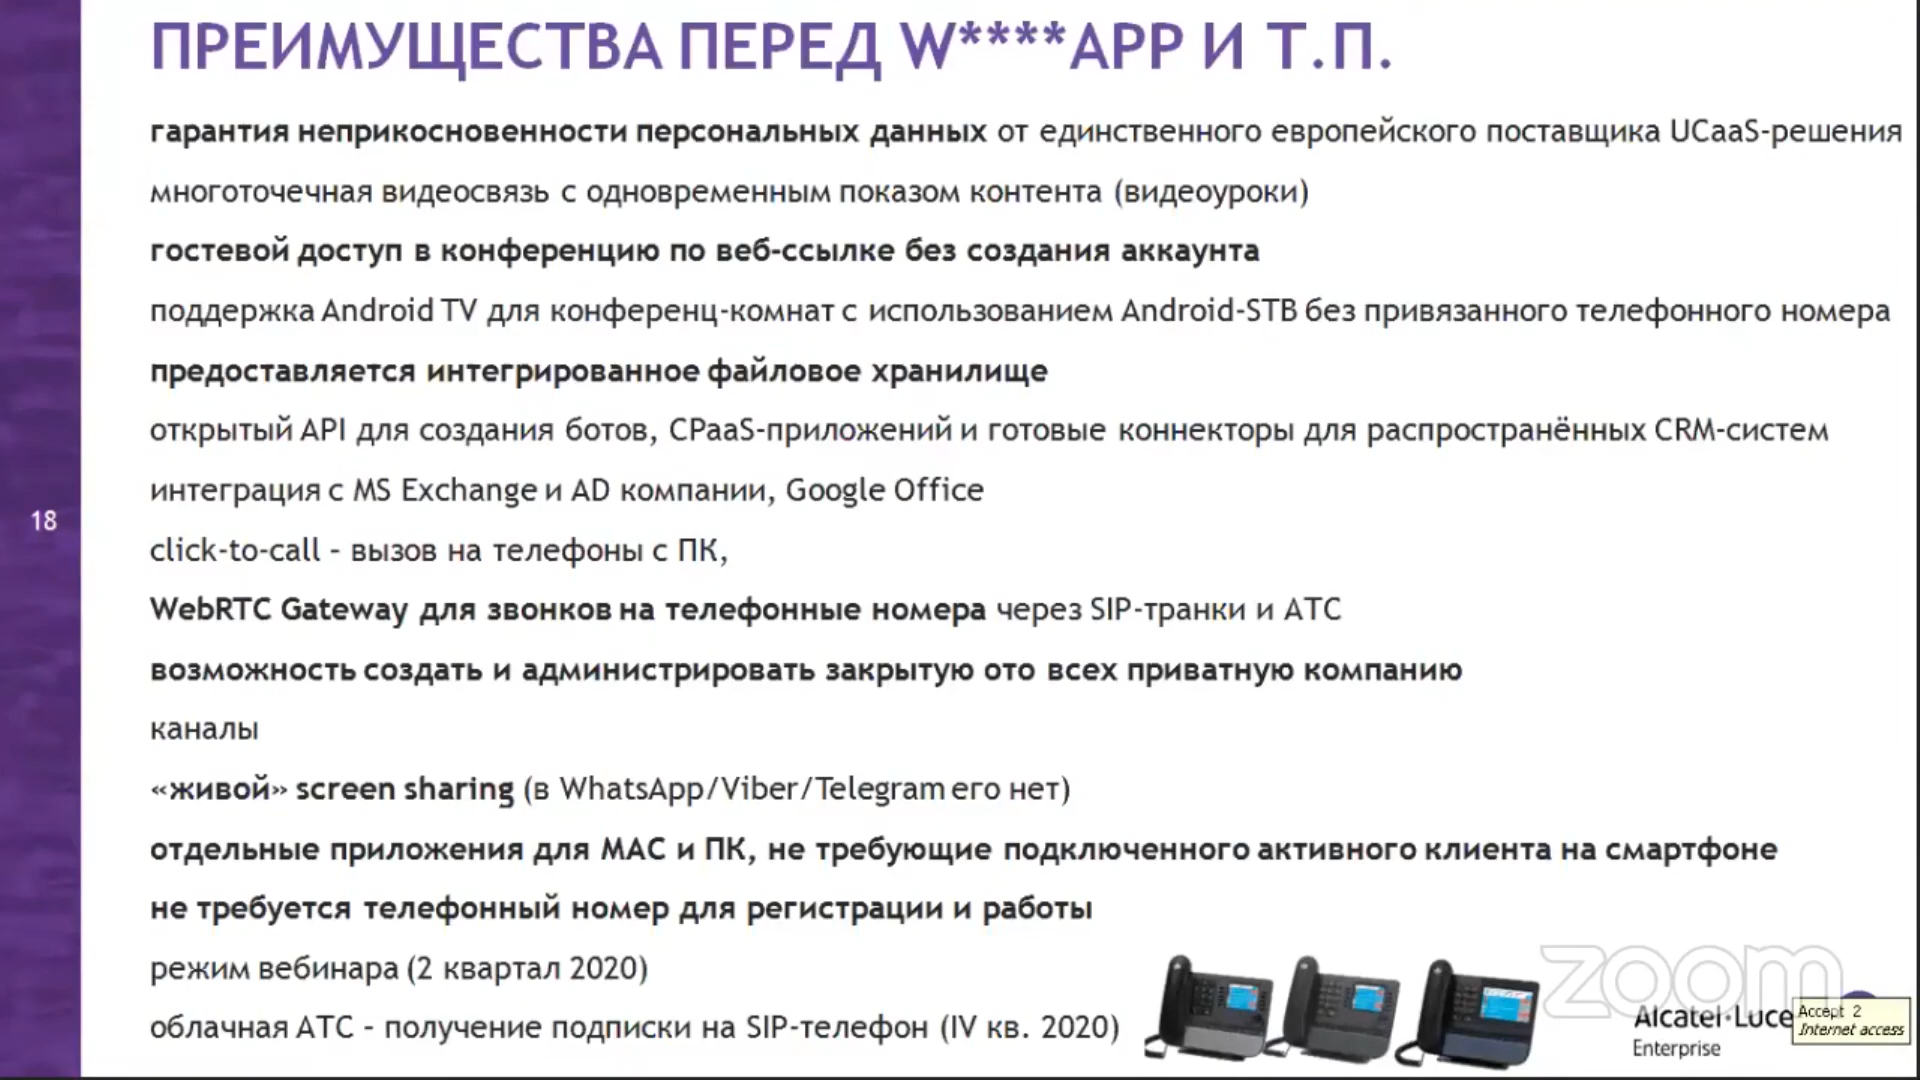 ПРЕИМУЩЕСТВА ПЕРЕД W****APP И Т.П.
гарантия неприкосновенности персональных данных от единственного европейского поставщика UCaaS-решения
многоточечная видеосвязь с одновременным показом контента (видеоуроки)
гостевой доступ в конференцию по веб-ссылке без создания аккаунта
поддержка Android TV для конференц-комнат с использованием Android-STB без привязанного телефонного номера
предоставляется интегрированное файловое хранилище
открытый API для создания ботов, CPaaS-приложений и готовые коннекторы для распространённых CRM-систем
интеграция с MS Exchange и AD компании, Google Office
18
click-to-call - вызов на телефоны с ПК,
WebRTC Gateway для звонков на телефонные номера через SIP-транки и АТС
возможность создать и администрировать закрытую ото всех приватную компанию
каналы
«живой» screen sharing (в WhatsApp/Viber/Telegram его нет)
отдельные приложения для MAC и ПК, не требующие подключенного активного клиента на смартфоне
не требуется телефонный номер для регистрации и работы
режим вебинара (2 квартал 2020)
облачная АТС - получение подписки на SIP-телефон (IV кв. 2020)
zoom
Alcatel·Luce
Enterprise
Accept 2
Internet access